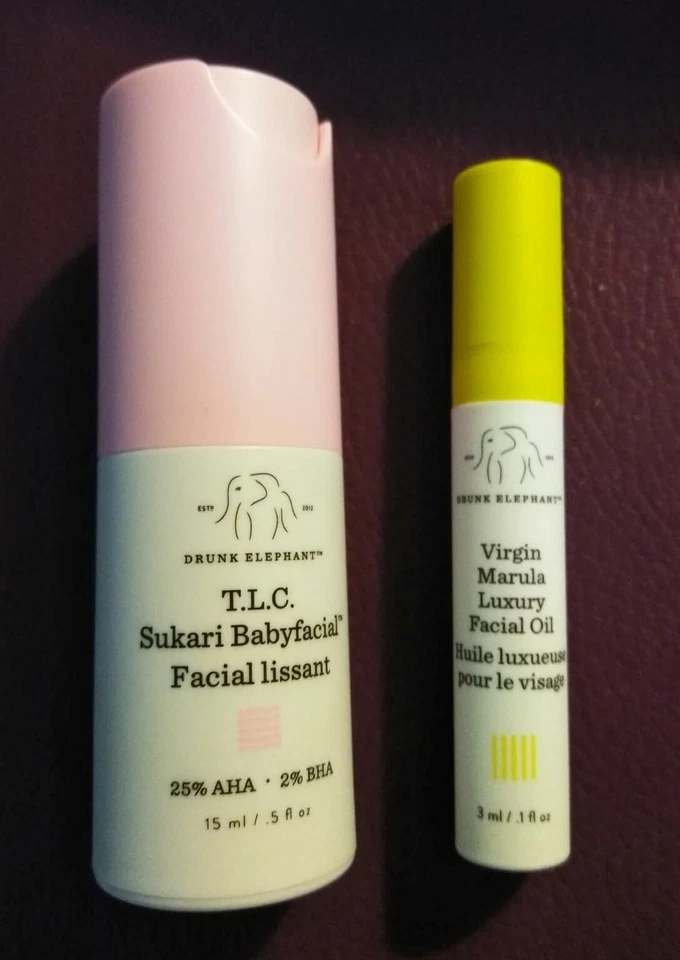 ESTD 2012
DRUNK ELEPHANT™
T.L.C.
Sukari Babyfacial™
Facial lissant
25% AHA • 2% BHA
15 ml / .5 fl oz
DRUNK ELEPHANT™
Virgin
Marula
Luxury
Facial Oil
Huile luxueuse
pour le visage
3 ml / .1 fl oz